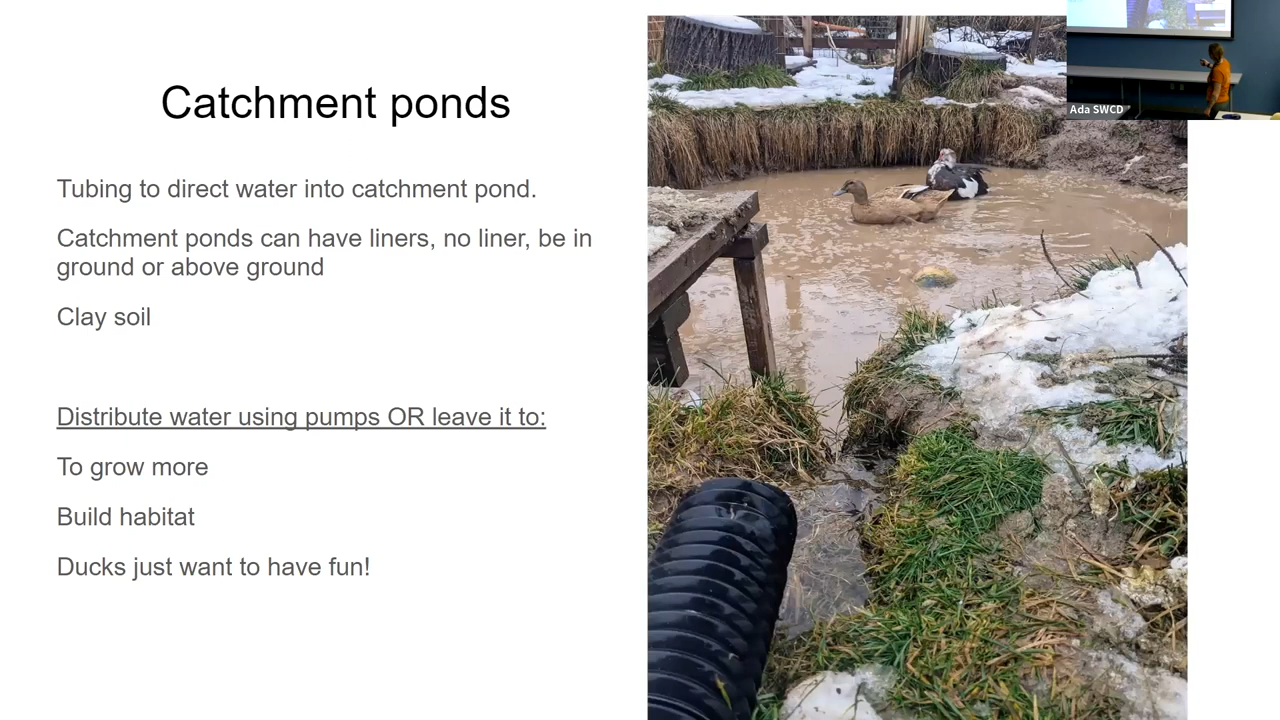 Catchment ponds
Tubing to direct water into catchment pond.
Catchment ponds can have liners, no liner, be in
ground or above ground
Clay soil
Distribute water using pumps OR leave it to:
To grow more
Build habitat
Ducks just want to have fun!
Ada SWCD